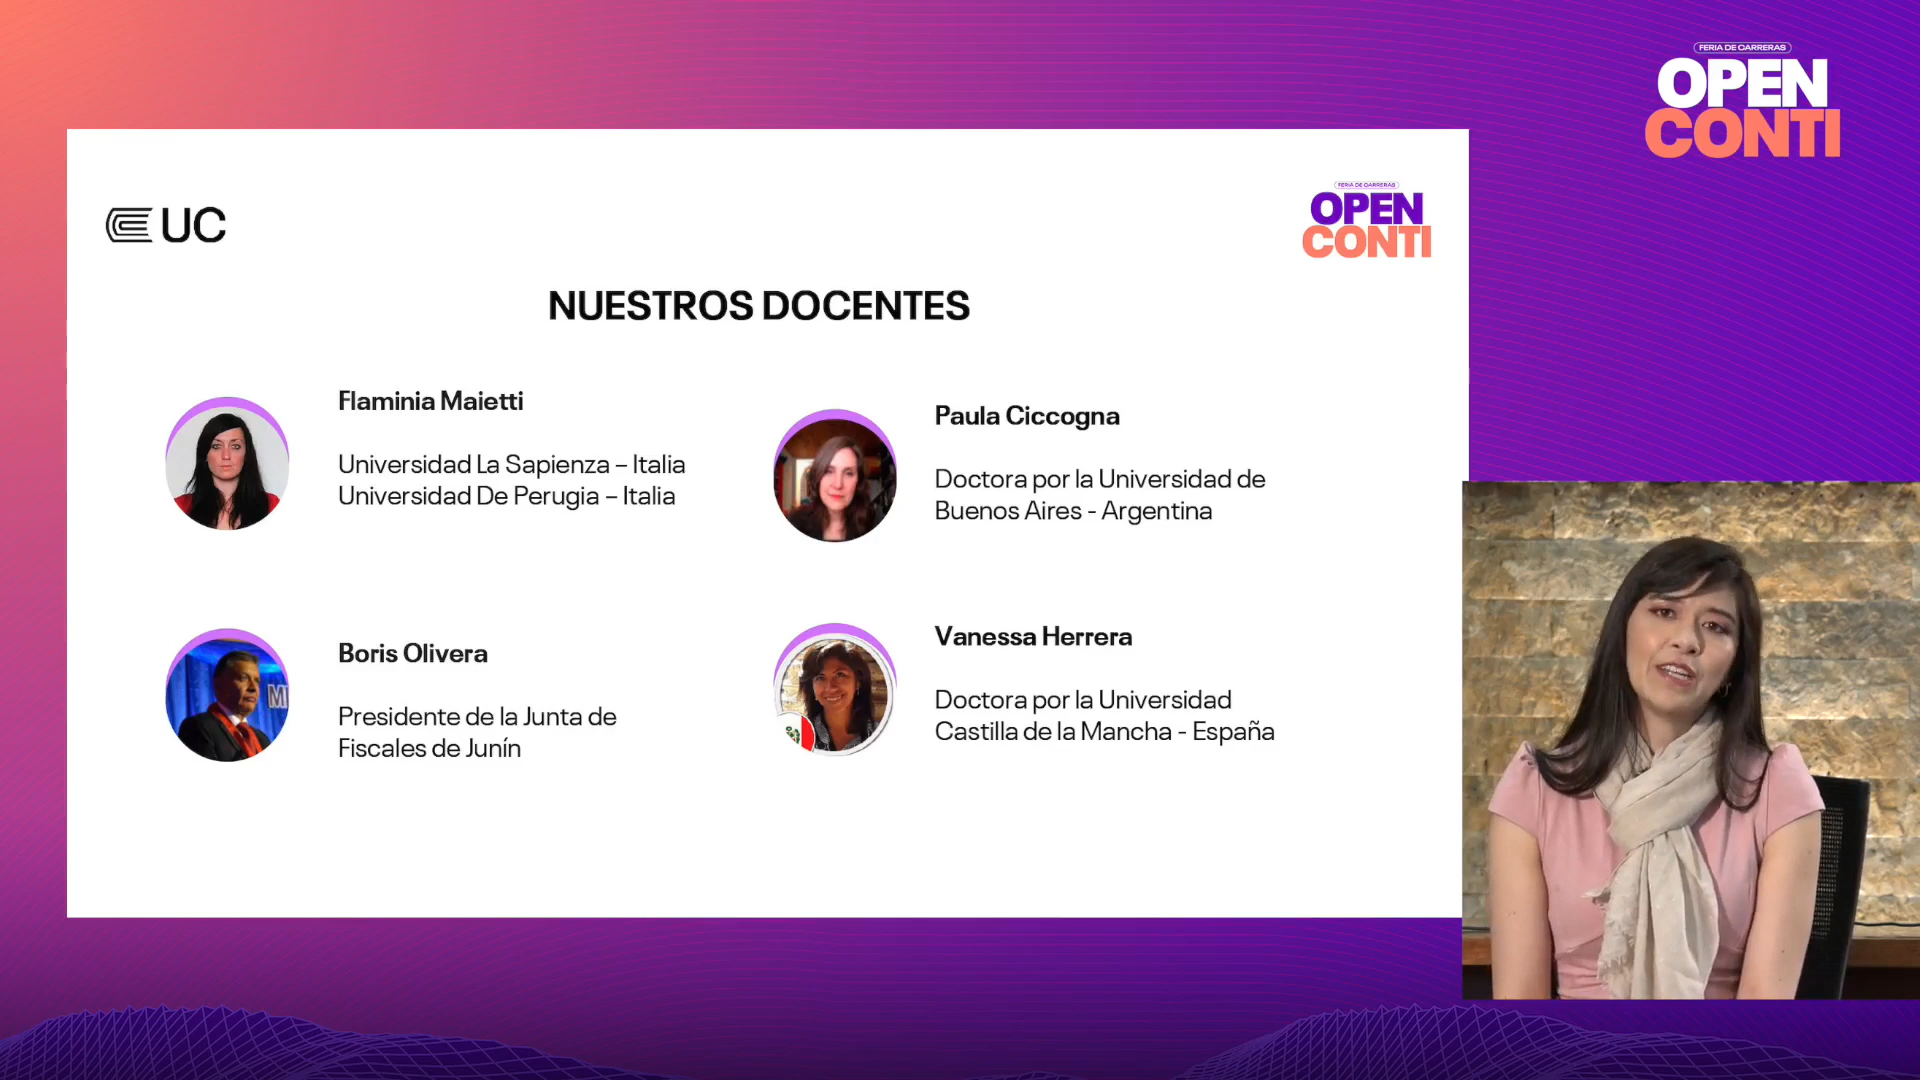 FERIA DE CARRERAS
OPEN
CONTI
UC
FERIA DE CARRERAS
OPEN
CONTI
NUESTROS DOCENTES
Flaminia Maietti
Universidad La Sapienza – Italia
Universidad De Perugia – Italia
Paula Ciccogna
Doctora por la Universidad de
Buenos Aires - Argentina
Boris Olivera
Presidente de la Junta de
Fiscales de Junín
Vanessa Herrera
Doctora por la Universidad
Castilla de la Mancha - España